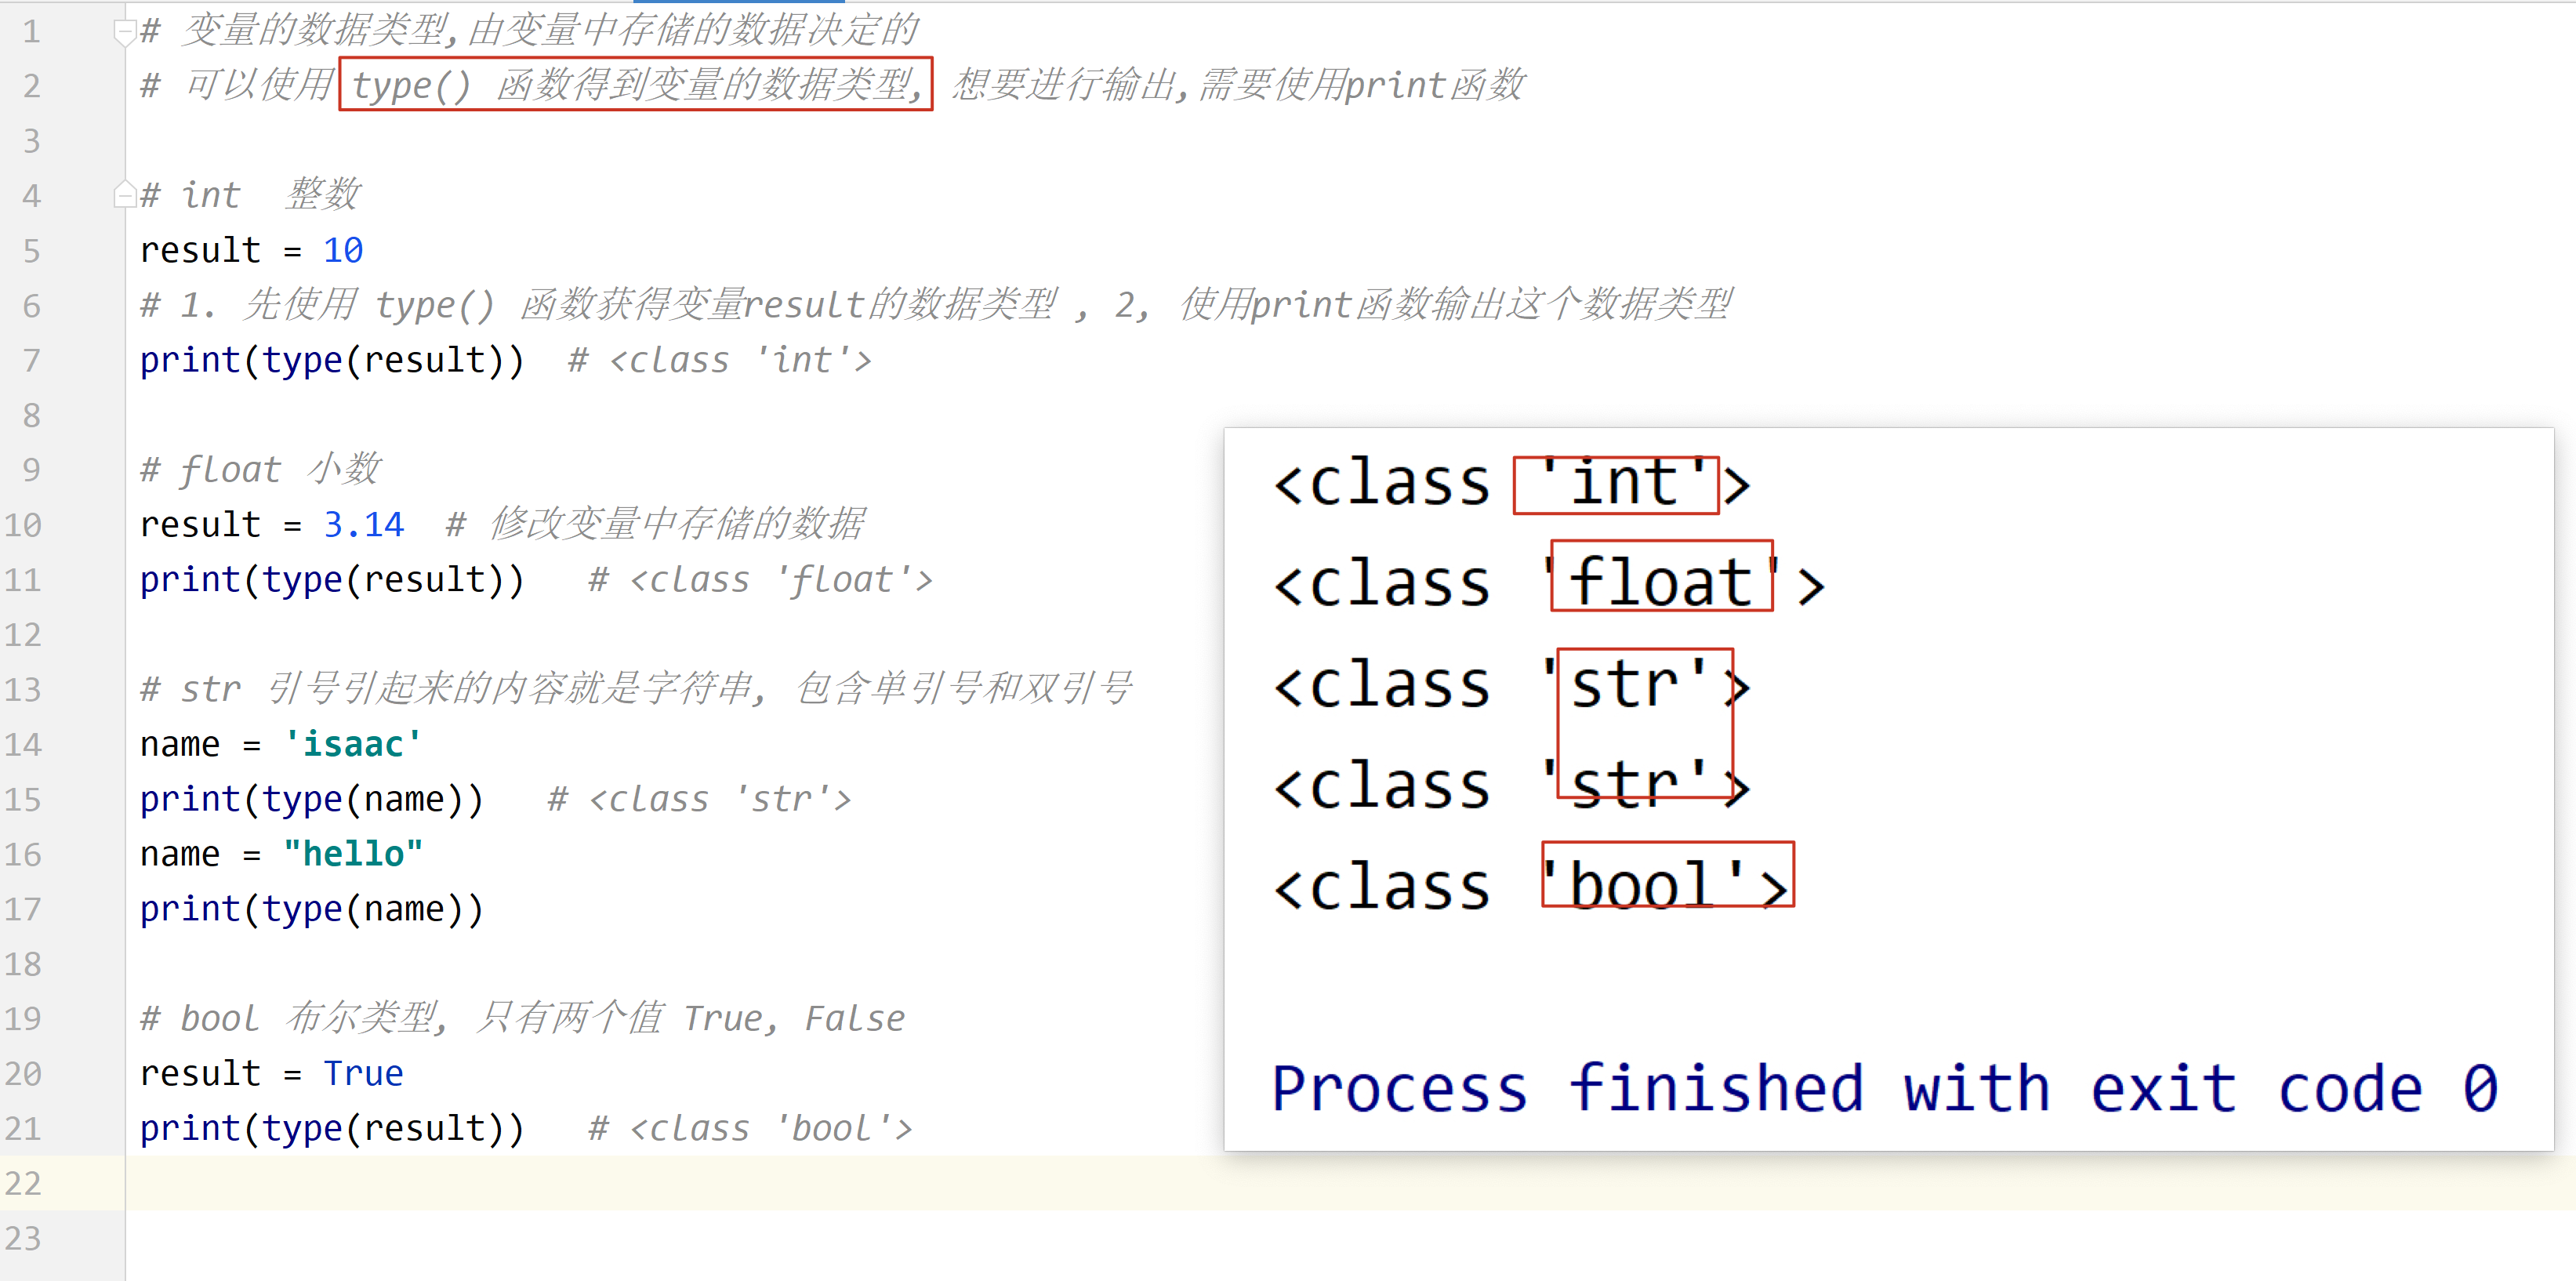 1 # 变量的数据类型,由变量中存储的数据决定的
2 # 可以使用 type() 函数得到变量的数据类型, 想要进行输出,需要使用print函数
3
4 # int  整数
5 result = 10
6 # 1. 先使用 type() 函数获得变量result的数据类型 , 2, 使用print函数输出这个数据类型
7 print(type(result))  # <class 'int'>
8
9 # float 小数
10 result = 3.14  # 修改变量中存储的数据
11 print(type(result))   # <class 'float'>
12
13 # str 引号引起来的内容就是字符串, 包含单引号和双引号
14 name = 'isaac'
15 print(type(name))   # <class 'str'>
16 name = "hello"
17 print(type(name))
18
19 # bool 布尔类型, 只有两个值 True, False
20 result = True
21 print(type(result))   # <class 'bool'>
22
23
<class 'int'>
<class 'float'>
<class 'str'>
<class 'str'>
<class 'bool'>
Process finished with exit code 0